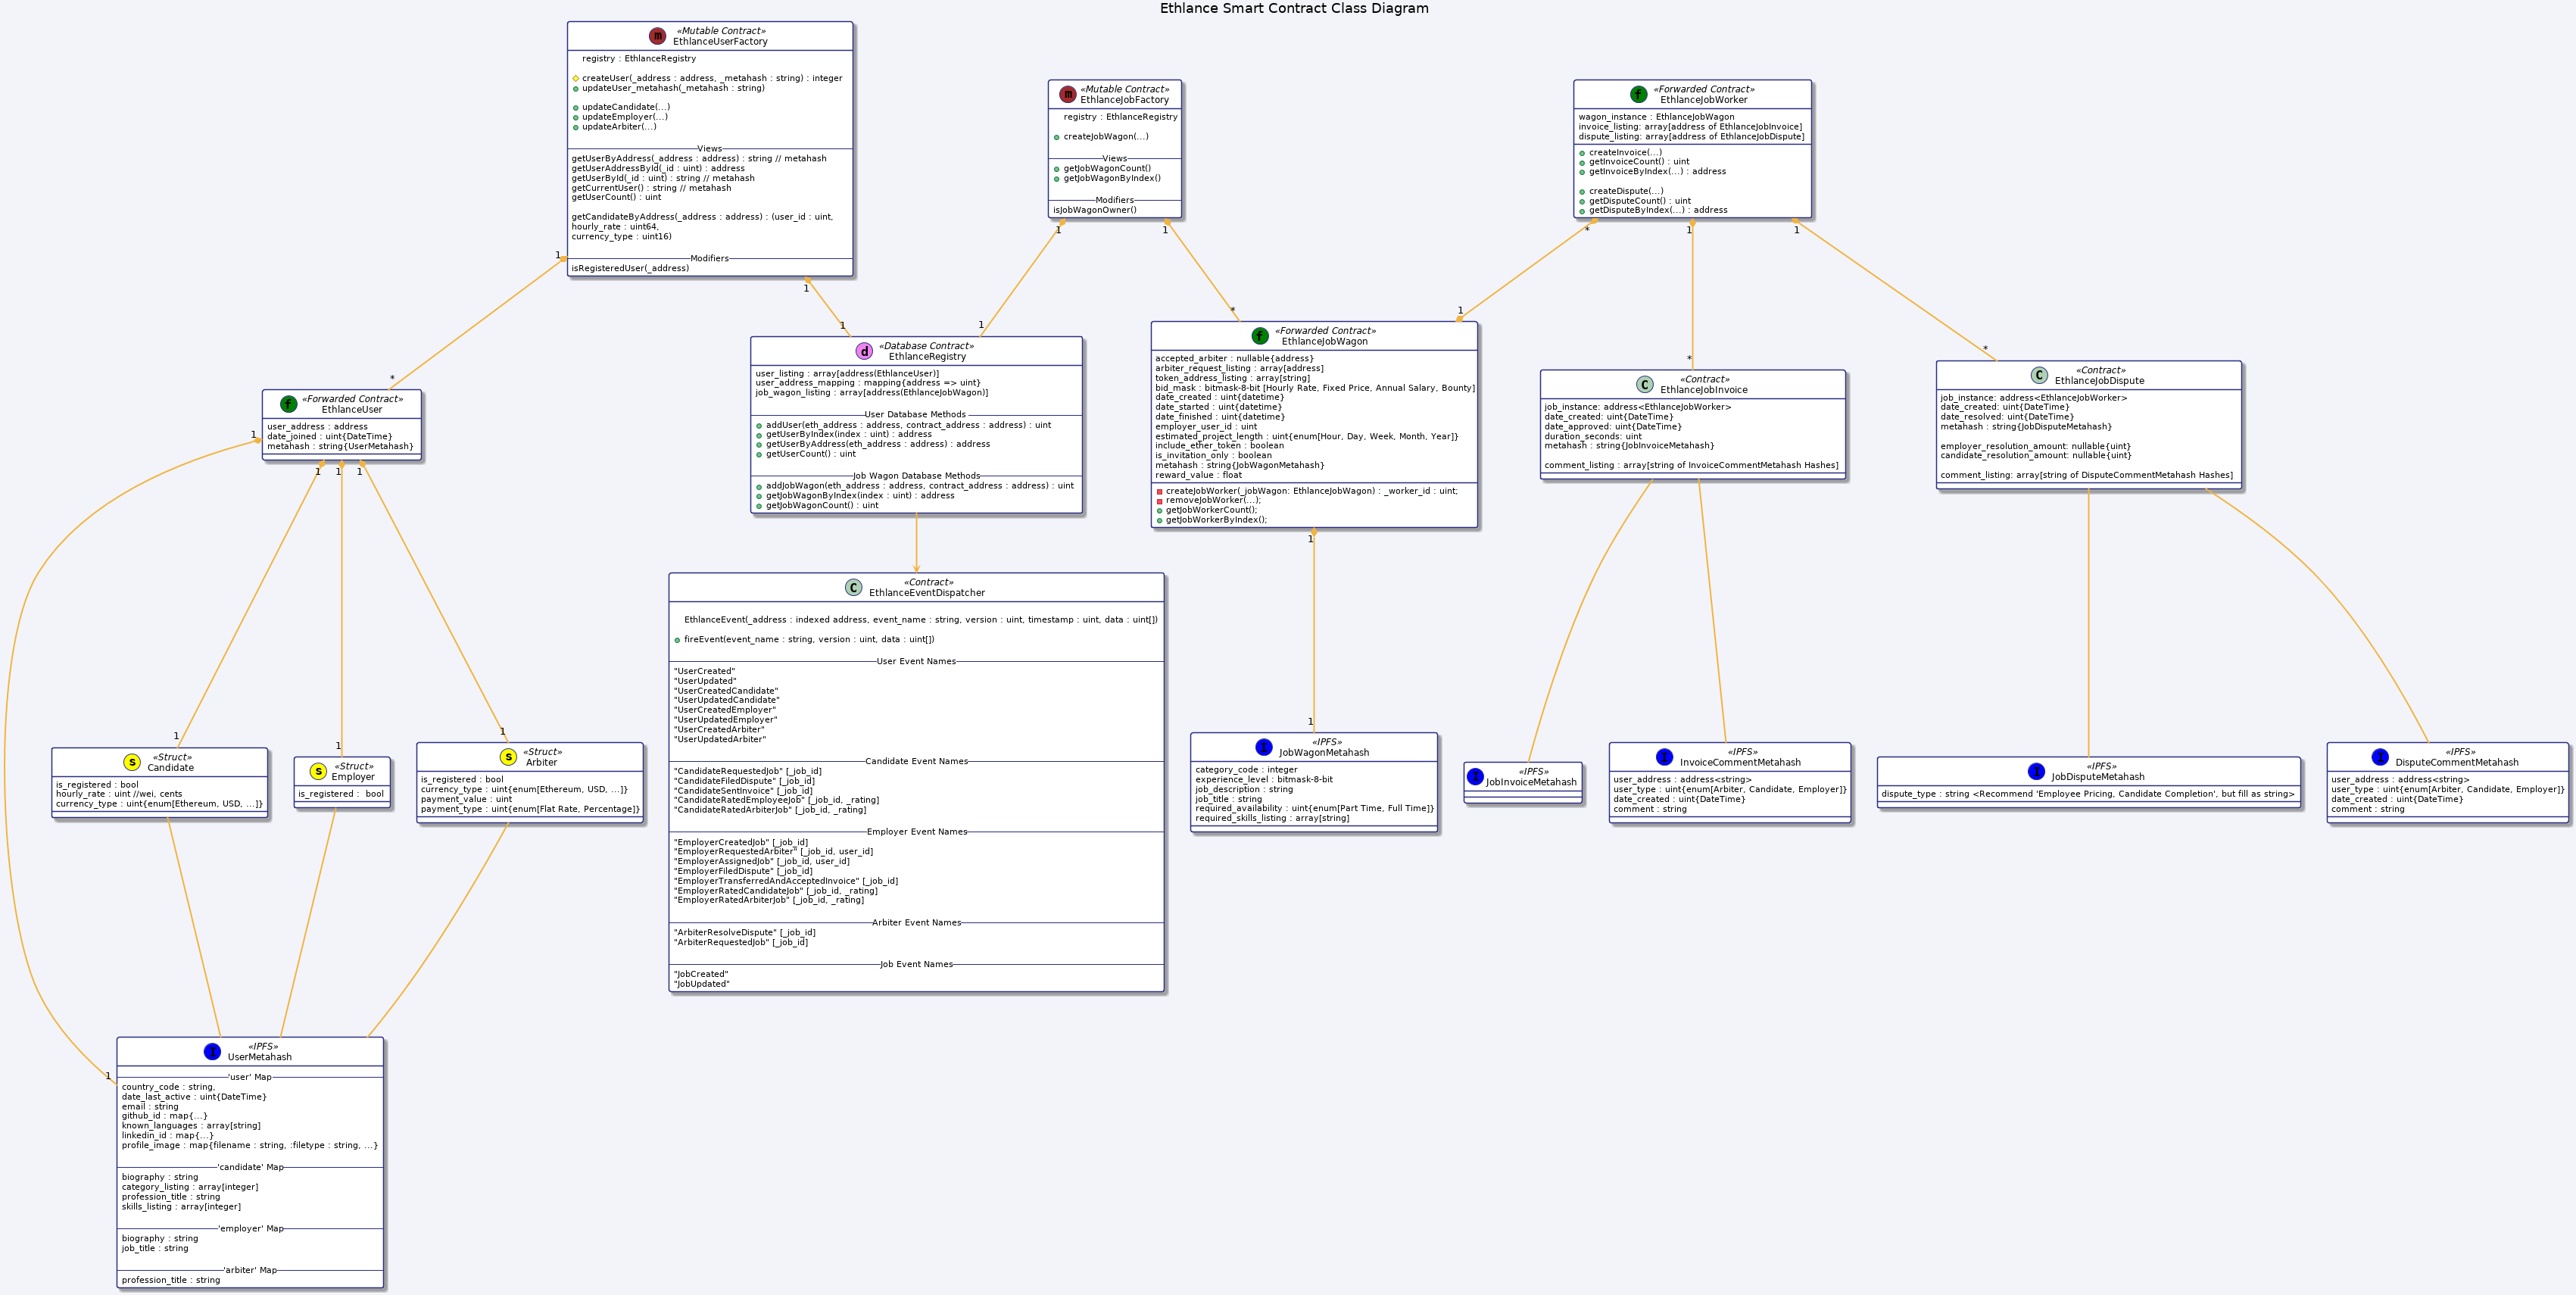 Ethlance Smart Contract Class Diagram
m
«Mutable Contract»
EthlanceUserFactory
registry : EthlanceRegistry
createUser(_address : address, _metahash : string) : integer
updateUser_metahash(_metahash : string)
updateCandidate(...)
updateEmployer(...)
updateArbiter(...)
Views
getUserByAddress(_address : address) : string // metahash
getUserAddressById(_id : uint) : address
getUserById(_id : uint) : string // metahash
getCurrentUser() : string // metahash
getUserCount() : uint
getCandidateByAddress(_address : address) : (user_id : uint,
hourly_rate : uint64,
currency_type : uint16)
Modifiers
isRegisteredUser(_address)
m
«Mutable Contract»
EthlanceJobFactory
registry : EthlanceRegistry
createJobWagon(...)
Views
getJobWagonCount()
getJobWagonByIndex()
Modifiers
isJobWagonOwner()
f
«Forwarded Contract»
EthlanceJobWorker
wagon_instance : EthlanceJobWagon
invoice_listing: array[address of EthlanceJobInvoice]
dispute_listing: array[address of EthlanceJobDispute]
createInvoice(...)
getInvoiceCount() : uint
getInvoiceByIndex(...) : address
createDispute(...)
getDisputeCount() : uint
getDisputeByIndex(...) : address
1
1
1
1
*
1
1
*
1
1
*
1
*
*
f
«Forwarded Contract»
EthlanceUser
user_address : address
date_joined : uint{DateTime}
metahash : string{UserMetahash}
d
«Database Contract»
EthlanceRegistry
user_listing : array[address(EthlanceUser)]
user_address_mapping : mapping{address => uint}
job_wagon_listing : array[address(EthlanceJobWagon)]
User Database Methods
addUser(eth_address : address, contract_address : address) : uint
getUserByIndex(index : uint) : address
getUserByAddress(eth_address : address) : address
getUserCount() : uint
Job Wagon Database Methods
addJobWagon(eth_address : address, contract_address : address) : uint
getJobWagonByIndex(index : uint) : address
getJobWagonCount() : uint
f
«Forwarded Contract»
EthlanceJobWagon
accepted_arbiter : nullable{address}
arbiter_request_listing : array[address]
token_address_listing : array[string]
bid_mask : bitmask-8-bit [Hourly Rate, Fixed Price, Annual Salary, Bounty]
date_created : uint{datetime}
date_started : uint{datetime}
date_finished : uint{datetime}
employer_user_id : uint
estimated_project_length : uint{enum[Hour, Day, Week, Month, Year]}
include_ether_token : boolean
is_invitation_only : boolean
metahash : string{JobWagonMetahash}
reward_value : float
createJobWorker(_jobWagon: EthlanceJobWagon) : _worker_id : uint;
removeJobWorker(...);
getJobWorkerCount;
getJobWorkerByIndex();
C
«Contract»
EthlanceJobInvoice
job_instance: address<EthlanceJobWorker>
date_created: uint{DateTime}
date_approved: uint{DateTime}
duration_seconds: uint
metahash : string{JobInvoiceMetahash}
comment_listing : array[string of InvoiceCommentMetahash Hashes]
C
«Contract»
EthlanceJobDispute
job_instance: address<EthlanceJobWorker>
date_created: uint{DateTime}
date_resolved: uint{DateTime}
metahash : string{JobDisputeMetahash}
employer_resolution_amount: nullable{uint}
candidate_resolution_amount: nullable{uint}
comment_listing: array[string of DisputeCommentMetahash Hashes]
1
1
1
1
1
1
1
1
1
C
«Contract»
EthlanceEventDispatcher
EthlanceEvent(_address : indexed address, event_name : string, version : uint, timestamp : uint, data : uint[])
fireEvent(event_name : string, version : uint, data : uint[])
User Event Names
"UserCreated"
"UserUpdated"
"UserCreatedCandidate"
"UserUpdatedCandidate"
"UserCreatedEmployer"
"UserUpdatedEmployer"
"UserCreatedArbiter"
"UserUpdatedArbiter"
Candidate Event Names
"CandidateRequestedJob" [_job_id]
"CandidateFiledDispute" [_job_id]
"CandidateSentInvoice" [_job_id]
"CandidateRatedEmployeeJob" [_job_id, _rating]
"CandidateRatedArbiterJob" [_job_id, _rating]
Employer Event Names
"EmployerCreatedJob" [_job_id]
"EmployerRequestedArbiter" [_job_id, user_id]
"EmployerAssignedJob" [_job_id, user_id]
"EmployerFiledDispute" [_job_id]
"EmployerTransferredAndAcceptedInvoice" [_job_id]
"EmployerRatedCandidateJob" [_job_id, _rating]
"EmployerRatedArbiterJob" [_job_id, _rating]
Arbiter Event Names
"ArbiterResolveDispute" [_job_id]
"ArbiterRequestedJob" [_job_id]
Job Event Names
"JobCreated"
"JobUpdated"
S
«Struct»
Candidate
is_registered : bool
hourly_rate : uint //wei, cents
currency_type : uint{enum[Ethereum, USD, ...]}
S
«Struct»
Employer
is_registered :  bool
S
«Struct»
Arbiter
is_registered : bool
currency_type : uint{enum[Ethereum, USD, ...]}
payment_value : uint
payment_type : uint{enum[Flat Rate, Percentage]}
I
«IPFS»
JobWagonMetahash
category_code : integer
experience_level : bitmask-8-bit
job_description : string
job_title : string
required_availability : uint{enum[Part Time, Full Time]}
required_skills_listing : array[string]
I
«IPFS»
JobInvoiceMetahash
I
«IPFS»
InvoiceCommentMetahash
user_address : address<string>
user_type : uint{enum[Arbiter, Candidate, Employer]}
date_created : uint{DateTime}
comment : string
I
«IPFS»
JobDisputeMetahash
dispute_type : string <Recommend 'Employee Pricing, Candidate Completion', but fill as string>
I
«IPFS»
DisputeCommentMetahash
user_address : address<string>
user_type : uint{enum[Arbiter, Candidate, Employer]}
date_created : uint{DateTime}
comment : string
1
I
«IPFS»
UserMetahash
'user' Map
country_code : string,
date_last_active : uint{DateTime}
email : string
github_id : map{...}
known_languages : array[string]
linkedin_id : map{...}
profile_image : map{filename : string, :filetype : string, ...}
'candidate' Map
biography : string
category_listing : array[integer]
profession_title : string
skills_listing : array[integer]
'employer' Map
biography : string
job_title : string
'arbiter' Map
profession_title : string